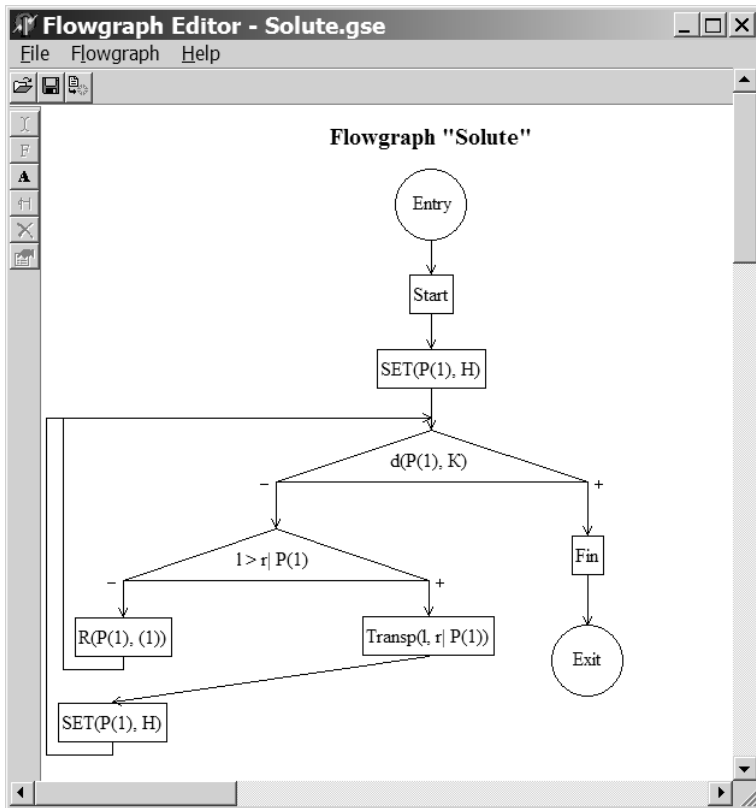 Flowgraph Editor - Solute.gse
File Flowgraph Help
I
F
A
Flowgraph "Solute"
Entry
Start
SET(P(1), H)
d(P(1), K)
− +
l > r| P(1)
Fin
− +
R(P(1), (1))
Transp(l, r| P(1))
Exit
SET(P(1), H)